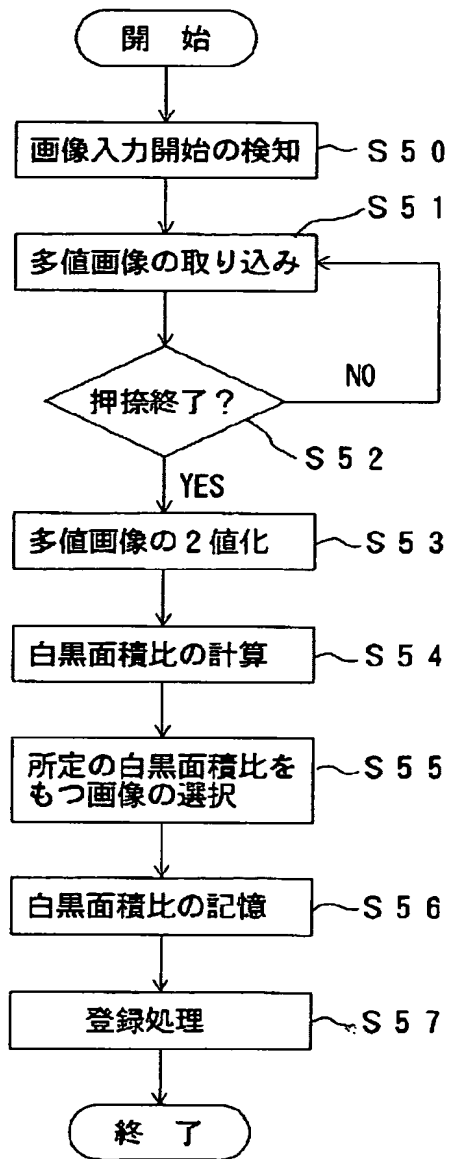 開 始
画像入力開始の検知
S50
S51
多値画像の取り込み
押捺終了?
NO
S52
YES
多値画像の2値化
S53
白黒面積比の計算
S54
所定の白黒面積比を
もつ画像の選択
S55
白黒面積比の記憶
S56
登録処理
S57
終 了